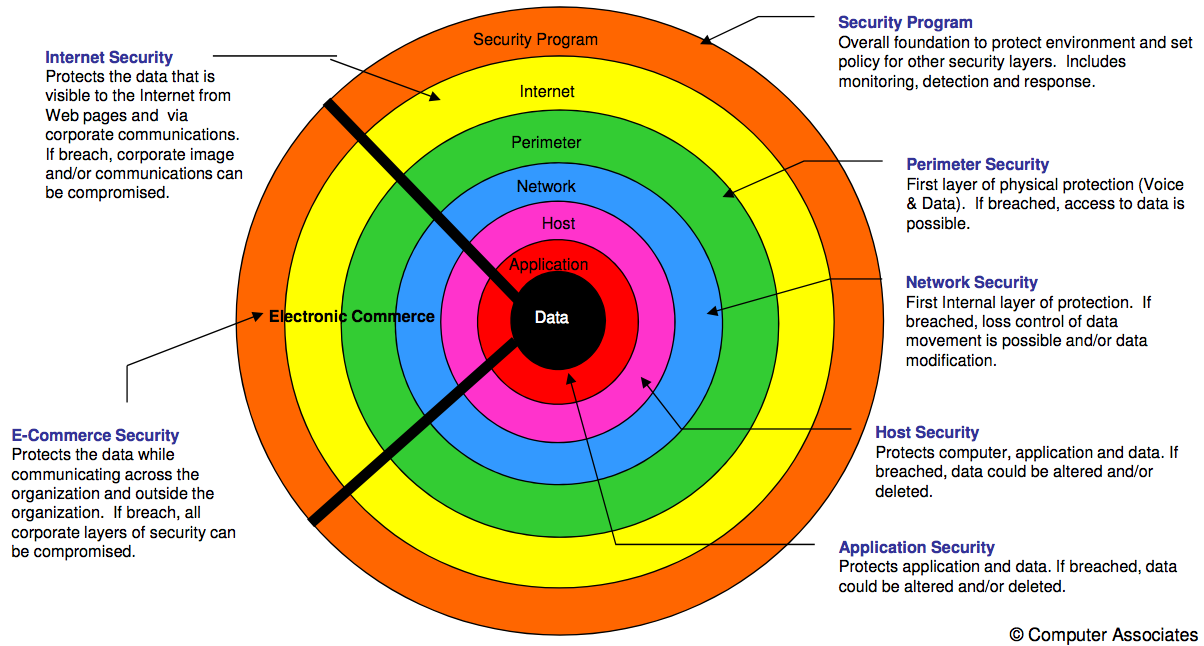 Security Program
Internet
Perimeter
Network
Host
Application
Data
Electronic Commerce
Internet Security
Protects the data that is
visible to the Internet from
Web pages and via
corporate communications.
If breach, corporate image
and/or communications can
be compromised.
E-Commerce Security
Protects the data while
communicating across the
organization and outside the
organization. If breach, all
corporate layers of security can
be compromised.
Security Program
Overall foundation to protect environment and set
policy for other security layers. Includes
monitoring, detection and response.
Perimeter Security
First layer of physical protection (Voice
& Data). If breached, access to data is
possible.
Network Security
First Internal layer of protection. If
breached, loss control of data
movement is possible and/or data
modification.
Host Security
Protects computer, application and data. If
breached, data could be altered and/or
deleted.
Application Security
Protects application and data. If breached, data
could be altered and/or deleted.
© Computer Associates